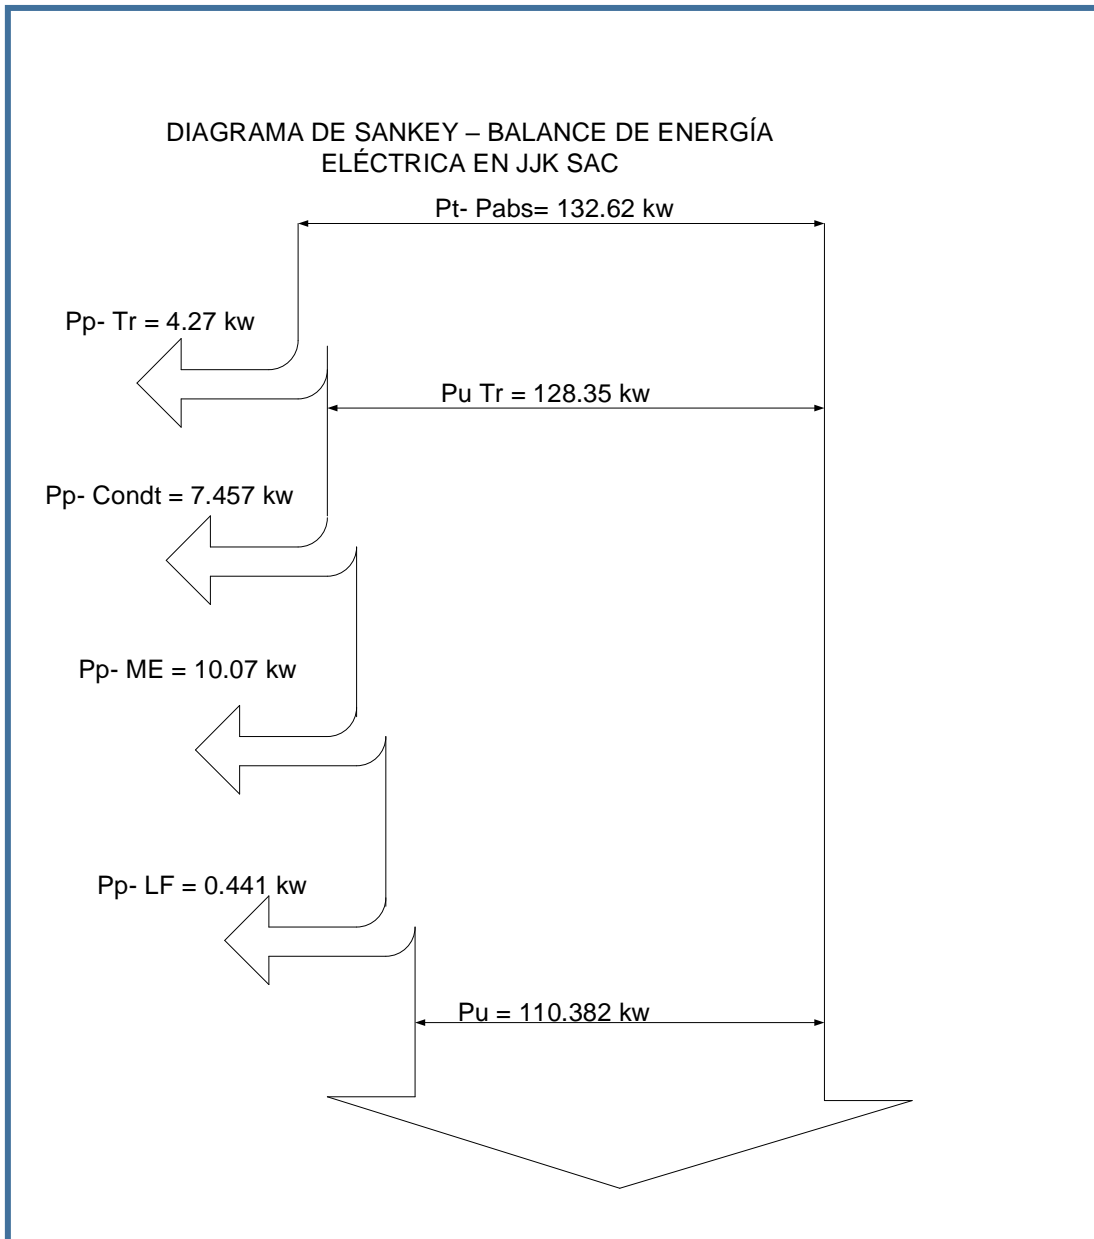 DIAGRAMA DE SANKEY – BALANCE DE ENERGÍA
ELÉCTRICA EN JJK SAC
Pt- Pabs= 132.62 kw
Pp- Tr = 4.27 kw
Pu Tr = 128.35 kw
Pp- Condt = 7.457 kw
Pp- ME = 10.07 kw
Pp- LF = 0.441 kw
Pu = 110.382 kw